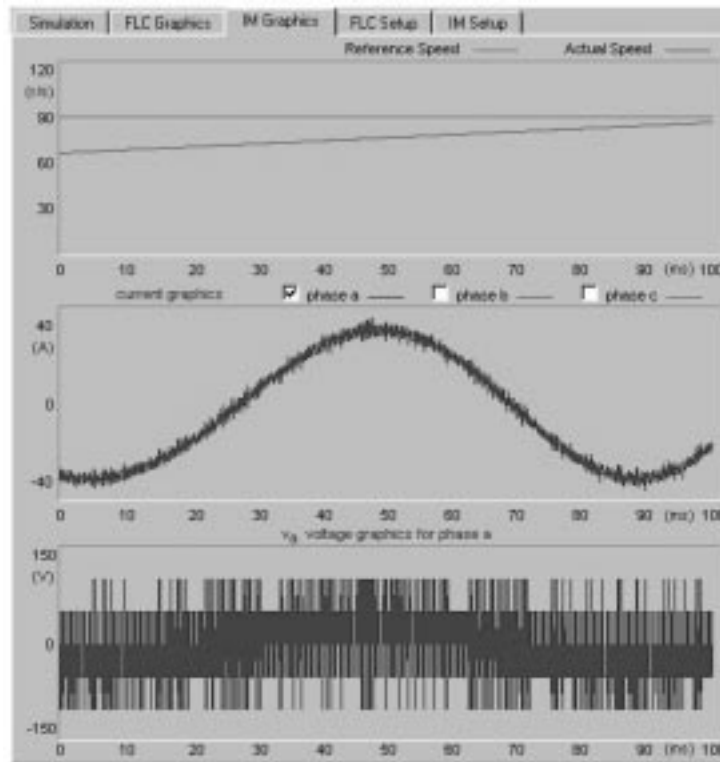 Simulation FLC Graphics IM Graphics FLC Setup IM Setup
Reference Speed Actual Speed
120
(r/s)
90
60
30
0 10 20 30 40 50 60 70 80 90 (ms) 100
current graphics phase a phase b phase c
40
(A)
0
-40
0 10 20 30 40 50 60 70 80 90 (ms) 100
va voltage graphics for phase a
150
(V)
0
-150
0 10 20 30 40 50 60 70 80 90 (ms) 100